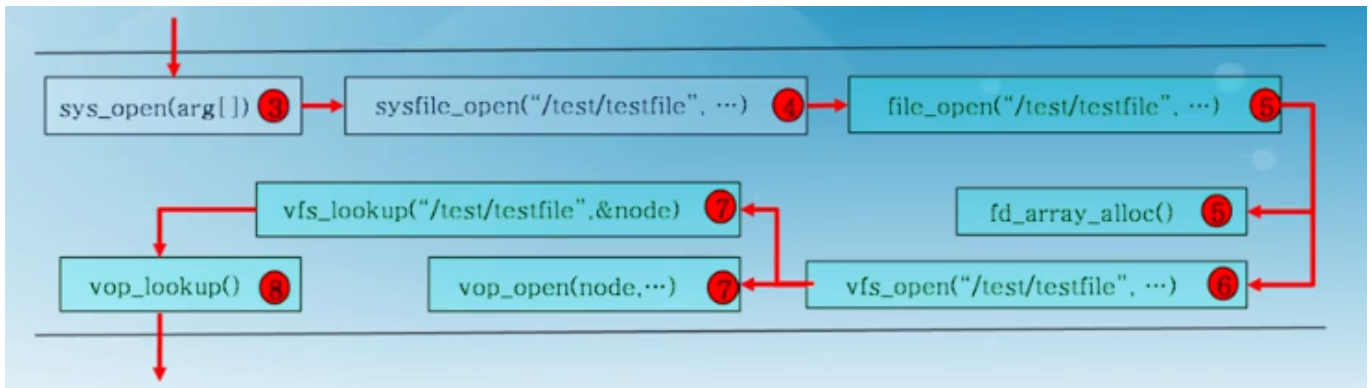 sys_open(arg[]) 3
sysfile_open("/test/testfile", …) 4
file_open("/test/testfile", …) 5
vfs_lookup("/test/testfile",&node) 7
fd_array_alloc() 5
vop_lookup() 8
vop_open(node,…) 7
vfs_open("/test/testfile", …) 6